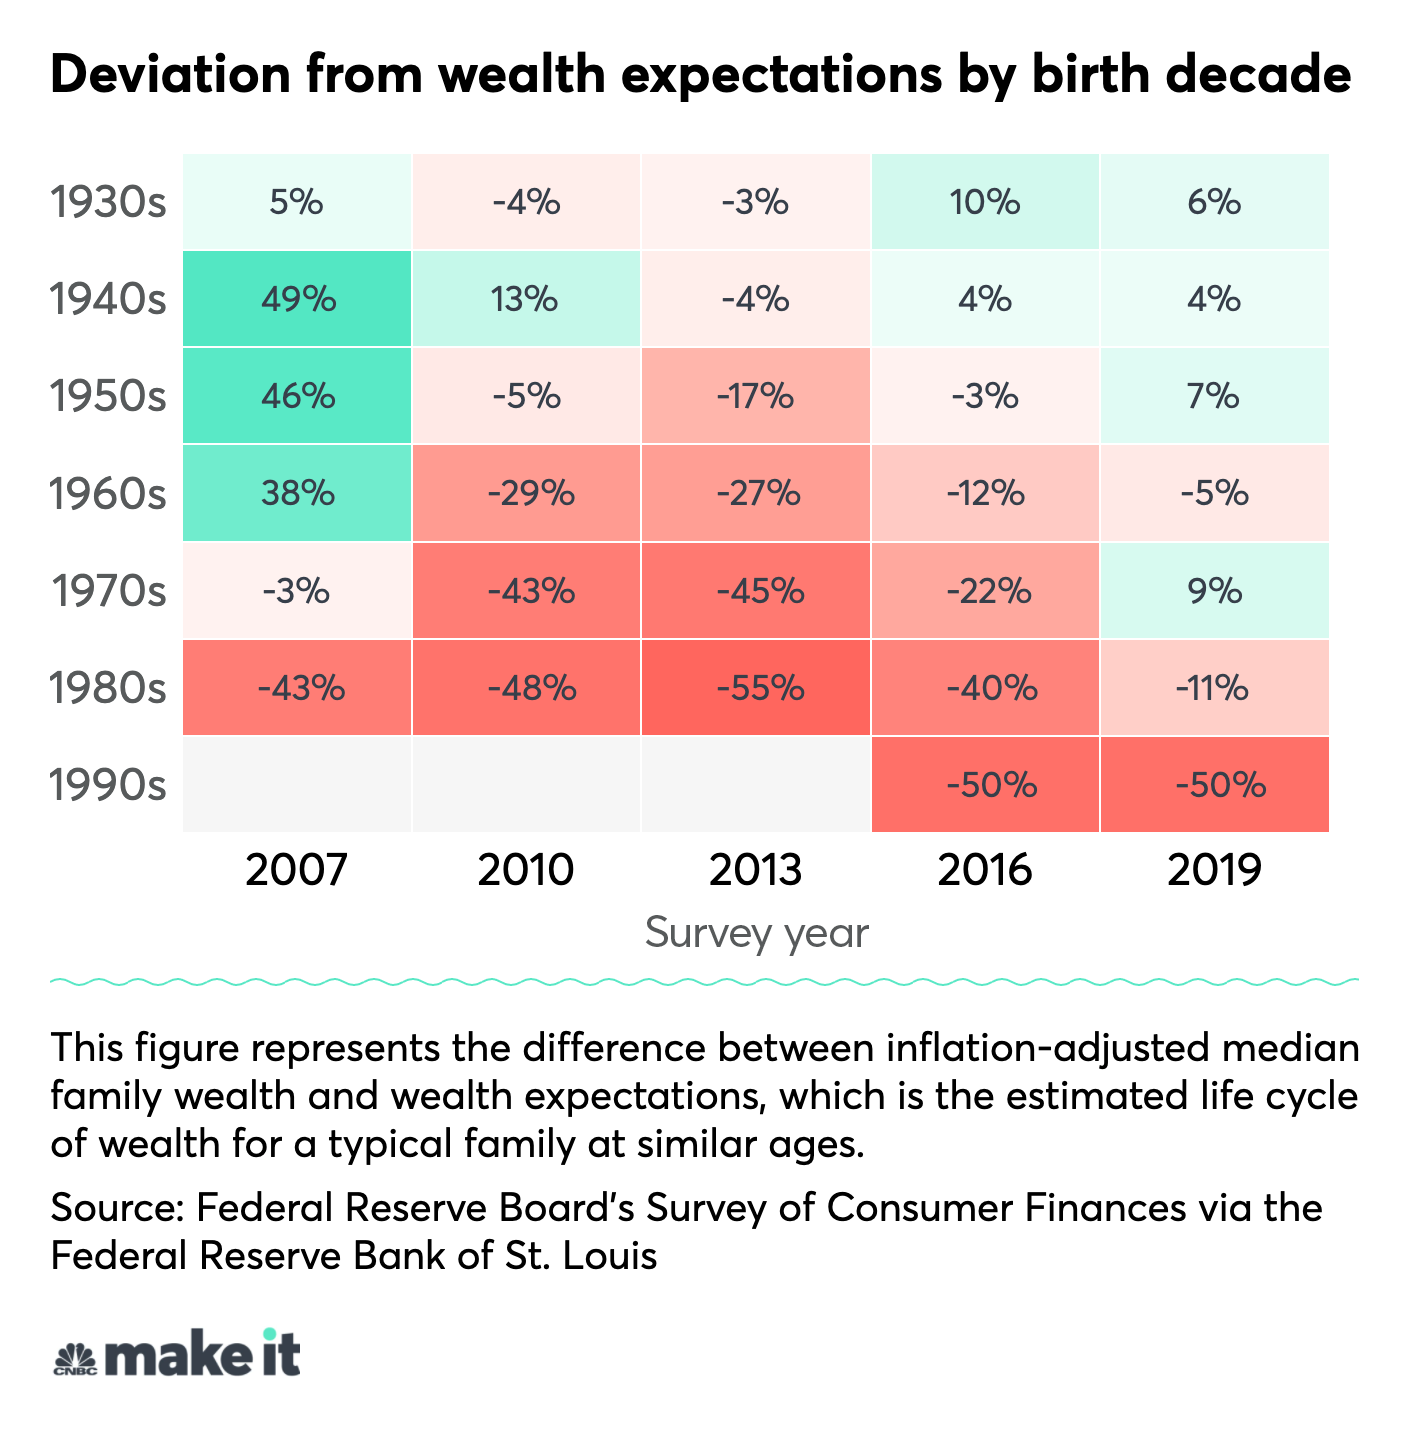 Deviation from wealth expectations by birth decade
1930s 5% -4% -3% 10% 6%
1940s 49% 13% -4% 4% 4%
1950s 46% -5% -17% -3% 7%
1960s 38% -29% -27% -12% -5%
1970s -3% -43% -45% -22% 9%
1980s -43% -48% -55% -40% -11%
1990s -50% -50%
2007 2010 2013 2016 2019
Survey year
This figure represents the difference between inflation-adjusted median
family wealth and wealth expectations, which is the estimated life cycle
of wealth for a typical family at similar ages.
Source: Federal Reserve Board's Survey of Consumer Finances via the
Federal Reserve Bank of St. Louis
CNBC make it